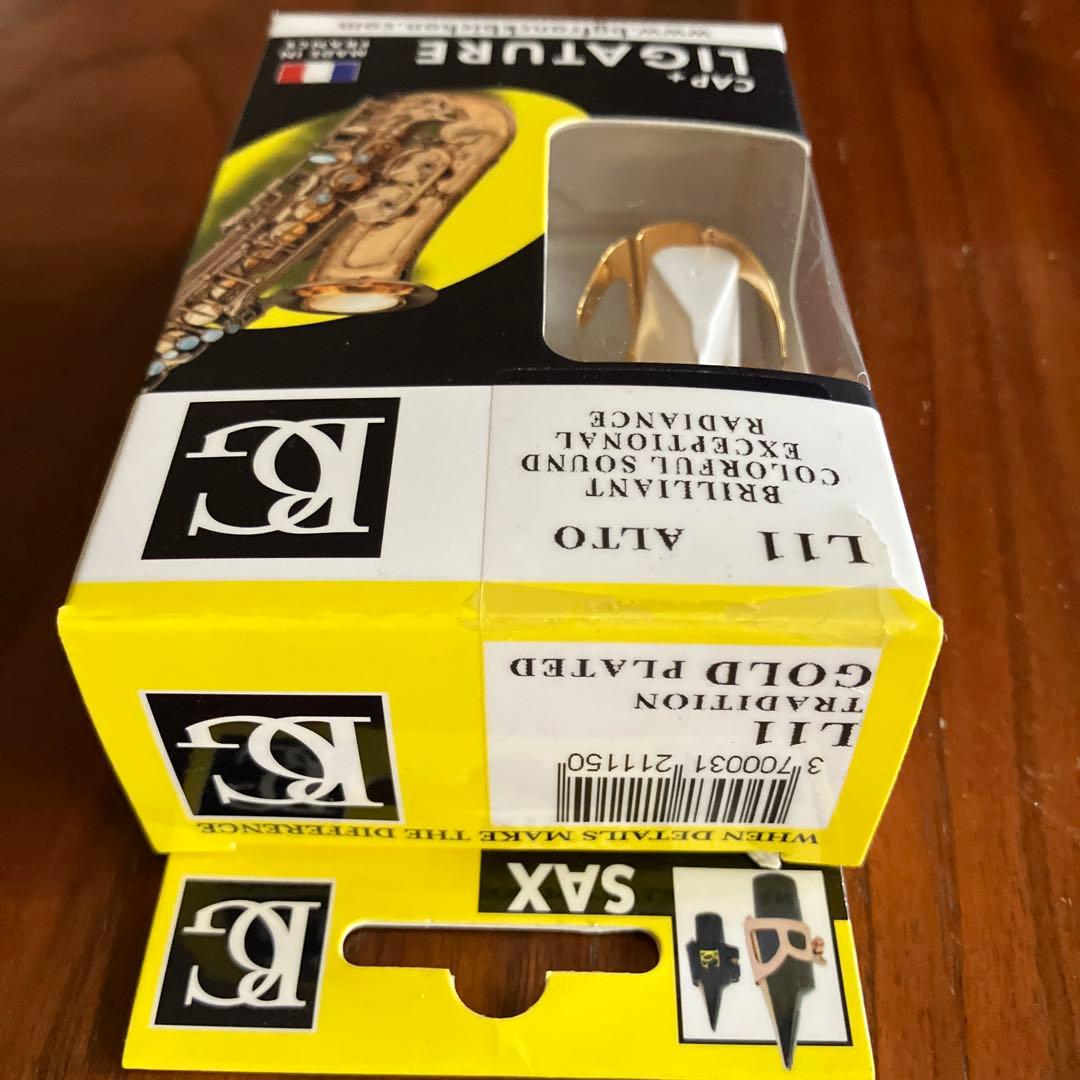 SAX
BG
WHEN DETAILS MAKE THE DIFFERENCE
3 700031 211150
L11
TRADITION
GOLD PLATED
BG
L11 ALTO
BRILLIANT
COLORFUL SOUND
EXCEPTIONAL
RADIANCE
BG
CAP+
LIGATURE
MADE IN
FRANCE
www.bgfranckbichon.com